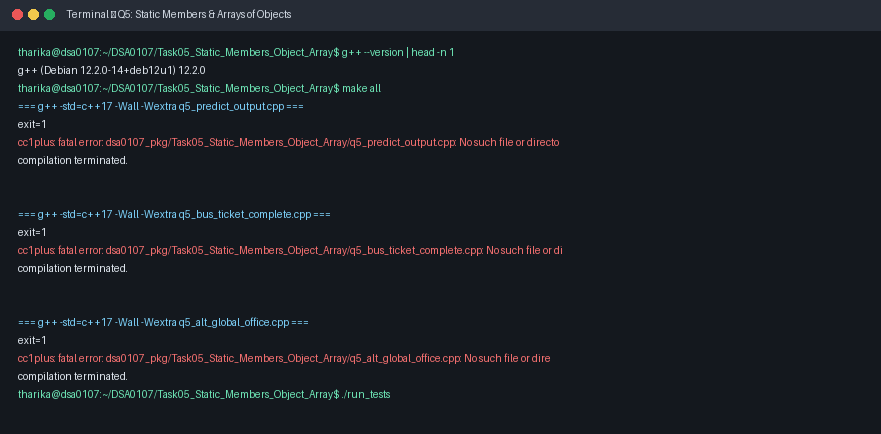 Terminal ▯ Q5: Static Members & Arrays of Objects
tharika@dsa0107:~/DSA0107/Task05_Static_Members_Object_Array$ g++ --version | head -n 1
g++ (Debian 12.2.0-14+deb12u1) 12.2.0
tharika@dsa0107:~/DSA0107/Task05_Static_Members_Object_Array$ make all
=== g++ -std=c++17 -Wall -Wextra q5_predict_output.cpp ===
exit=1
cc1plus: fatal error: dsa0107_pkg/Task05_Static_Members_Object_Array/q5_predict_output.cpp: No such file or directo
compilation terminated.
=== g++ -std=c++17 -Wall -Wextra q5_bus_ticket_complete.cpp ===
exit=1
cc1plus: fatal error: dsa0107_pkg/Task05_Static_Members_Object_Array/q5_bus_ticket_complete.cpp: No such file or di
compilation terminated.
=== g++ -std=c++17 -Wall -Wextra q5_alt_global_office.cpp ===
exit=1
cc1plus: fatal error: dsa0107_pkg/Task05_Static_Members_Object_Array/q5_alt_global_office.cpp: No such file or dire
compilation terminated.
tharika@dsa0107:~/DSA0107/Task05_Static_Members_Object_Array$ ./run_tests